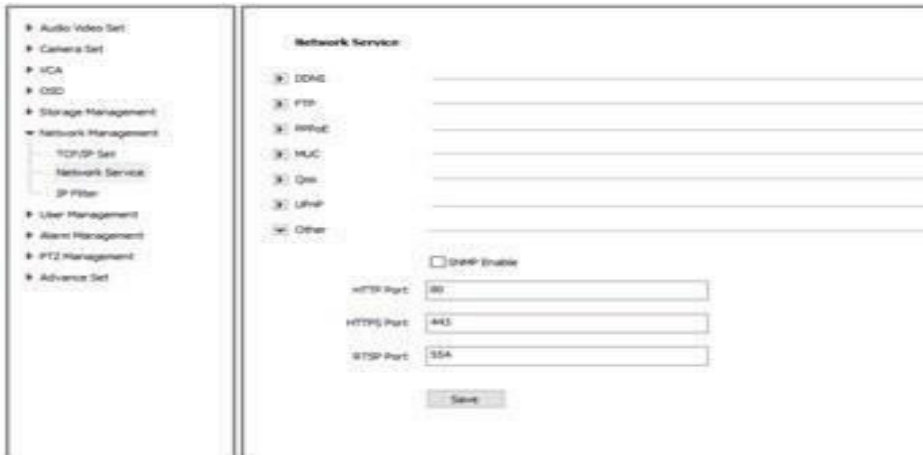 Audio Video Set
Camera Set
VCA
OSD
Storage Management
Network Management
TCP/IP Set
Network Service
IP Filter
User Management
Alarm Management
PTZ Management
Advance Set
Network Service
DDNS
FTP
PPPoE
MUC
Qos
UPnP
Other
SNMP Enable
HTTP Port: 80
HTTPS Port: 443
RTSP Port: 554
Save